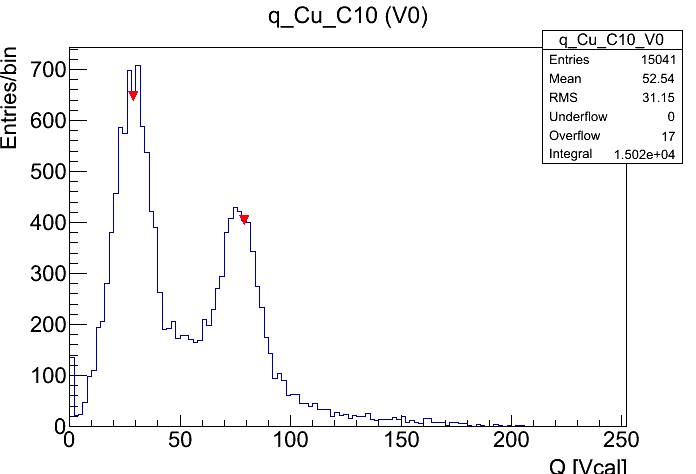 q_Cu_C10 (V0)
q_Cu_C10_V0
Entries 15041
Mean 52.54
RMS 31.15
Underflow 0
Overflow 17
Integral 1.502e+04
Entries/bin
700
600
500
400
300
200
100
0
0 50 100 150 200 250
Q [Vcal]